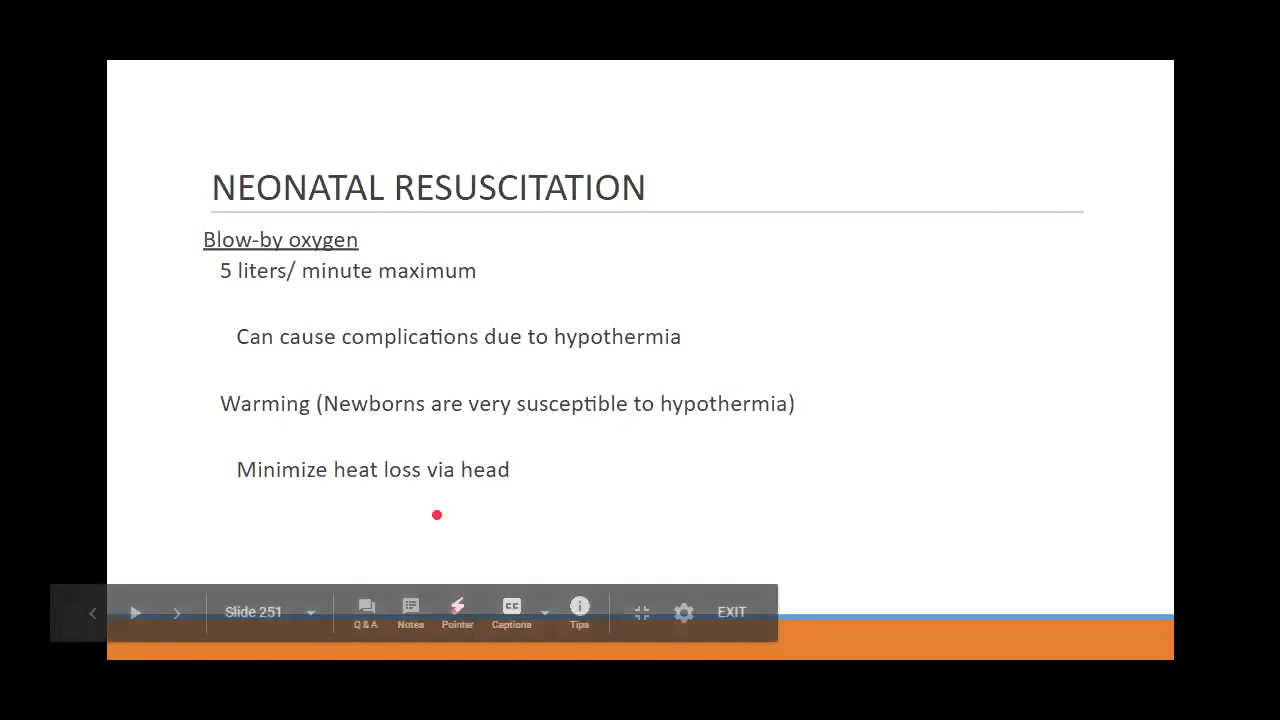 NEONATAL RESUSCITATION
Blow-by oxygen
5 liters/ minute maximum
Can cause complications due to hypothermia
Warming (Newborns are very susceptible to hypothermia)
Minimize heat loss via head
Slide 251
CC
EXIT
Q & A
Notes
Pointer
Captions
Tips